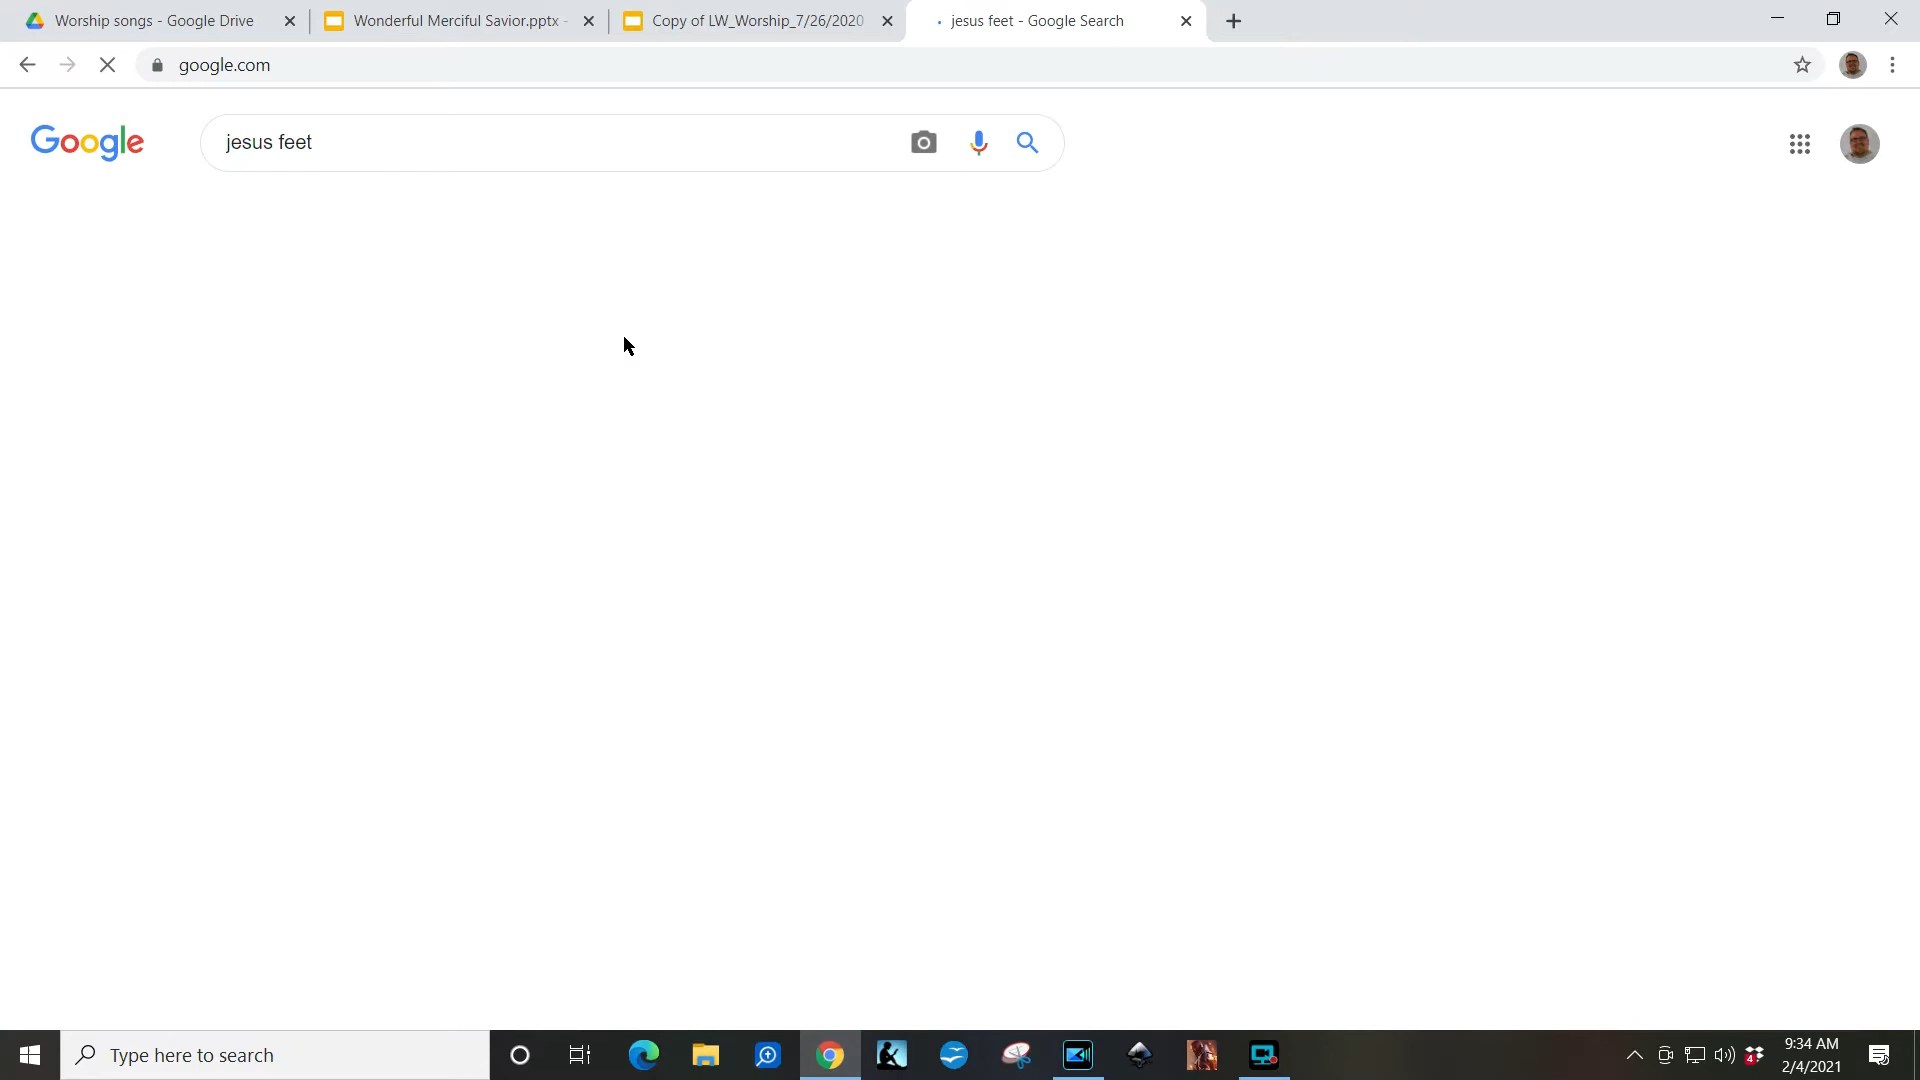 Worship songs - Google Drive
Wonderful Merciful Savior.pptx -
Copy of LW_Worship_7/26/2020
jesus feet - Google Search
google.com
Google
jesus feet
Type here to search
4
9:34 AM
2/4/2021